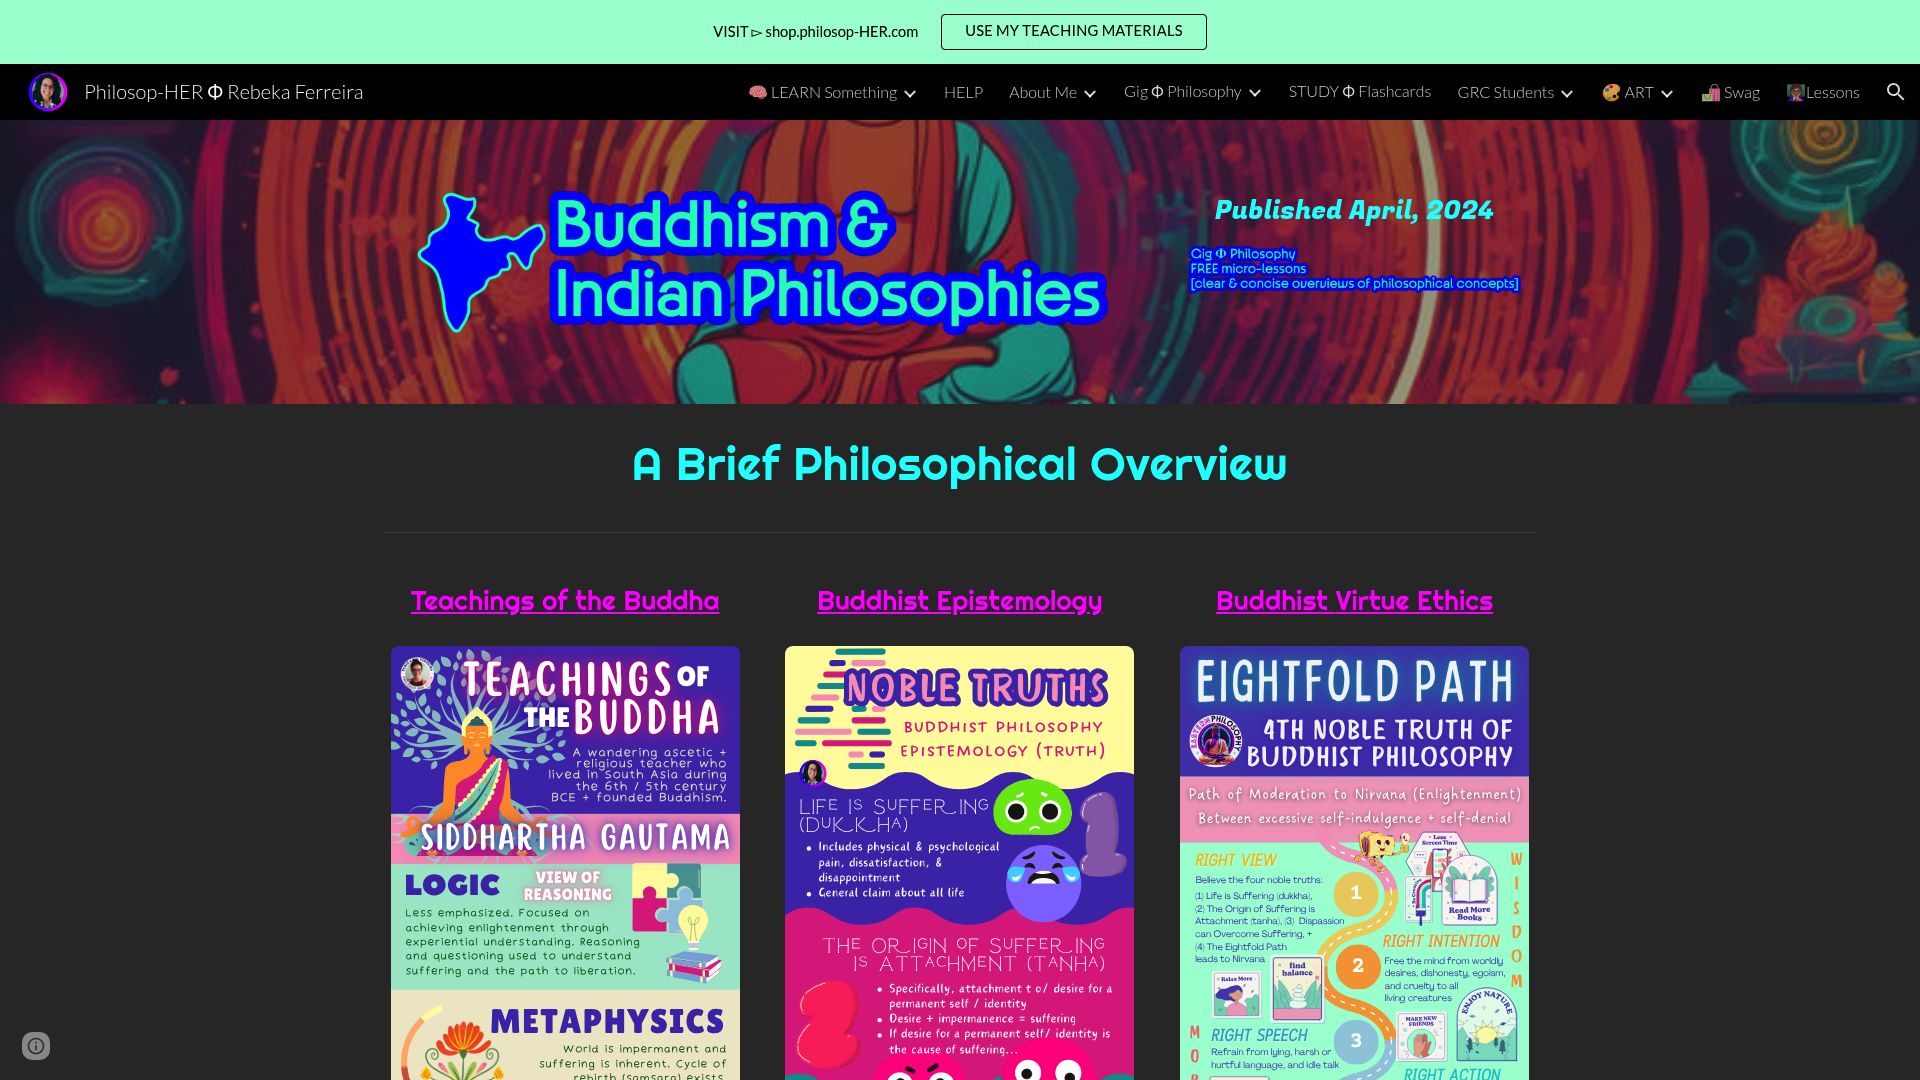 VISIT ▻ shop.philosop-HER.com
USE MY TEACHING MATERIALS
Philosop-HER Φ Rebeka Ferreira
🧠 LEARN Something
HELP
About Me
Gig Φ Philosophy
STUDY Φ Flashcards
GRC Students
🎨 ART
🛍️ Swag
👩🏽‍🏫Lessons
Buddhism &
Indian Philosophies
Published April, 2024
Gig Φ Philosophy
FREE micro-lessons
[clear & concise overviews of philosophical concepts]
A Brief Philosophical Overview
Teachings of the Buddha
TEACHINGS OF
THE BUDDHA
A wandering ascetic +
religious teacher who
lived in South Asia during
the 6th / 5th century
BCE + founded Buddhism.
SIDDHARTHA GAUTAMA
LOGIC
VIEW OF
REASONING
Less emphasized. Focused on
achieving enlightenment through
experiential understanding. Reasoning
and questioning used to understand
suffering and the path to liberation.
METAPHYSICS
World is impermanent and
suffering is inherent. Cycle of
rebirth (samsara) exists
Buddhist Epistemology
NOBLE TRUTHS
BUDDHIST PHILOSOPHY
EPISTEMOLOGY (TRUTH)
LIFE IS SUFFERING
(DUKKHA)
1
• Includes physical & psychological
pain, dissatisfaction, &
disappointment
• General claim about all life
THE ORIGIN OF SUFFERING
IS ATTACHMENT (TANHA)
2
• Specifically, attachment t o/ desire for a
permanent self / identity
• Desire + impermanence = suffering
• If desire for a permanent self/ identity is
the cause of suffering...
Buddhist Virtue Ethics
EIGHTFOLD PATH
EASTERN PHILOSOPHY
4TH NOBLE TRUTH OF
BUDDHIST PHILOSOPHY
Path of Moderation to Nirvana (Enlightenment)
Between excessive self-indulgence + self-denial
RIGHT VIEW
Believe the four noble truths:
(1) Life is Suffering (dukkha),
(2) The Origin of Suffering is
Attachment (tanha), (3) Dispassion
can Overcome Suffering, +
(4) The Eightfold Path
leads to Nirvana
1
Less
Screen Time
Read More
Books
WISDOM
RIGHT INTENTION
2
Free the mind from worldly
desires, dishonesty, egoism,
and cruelty to all
living creatures
Relax More
find
balance
ENJOY NATURE
MAKE NEW
FRIENDS
RIGHT SPEECH
3
Refrain from lying, harsh or
hurtful language, and idle talk
MO
RIGHT ACTION